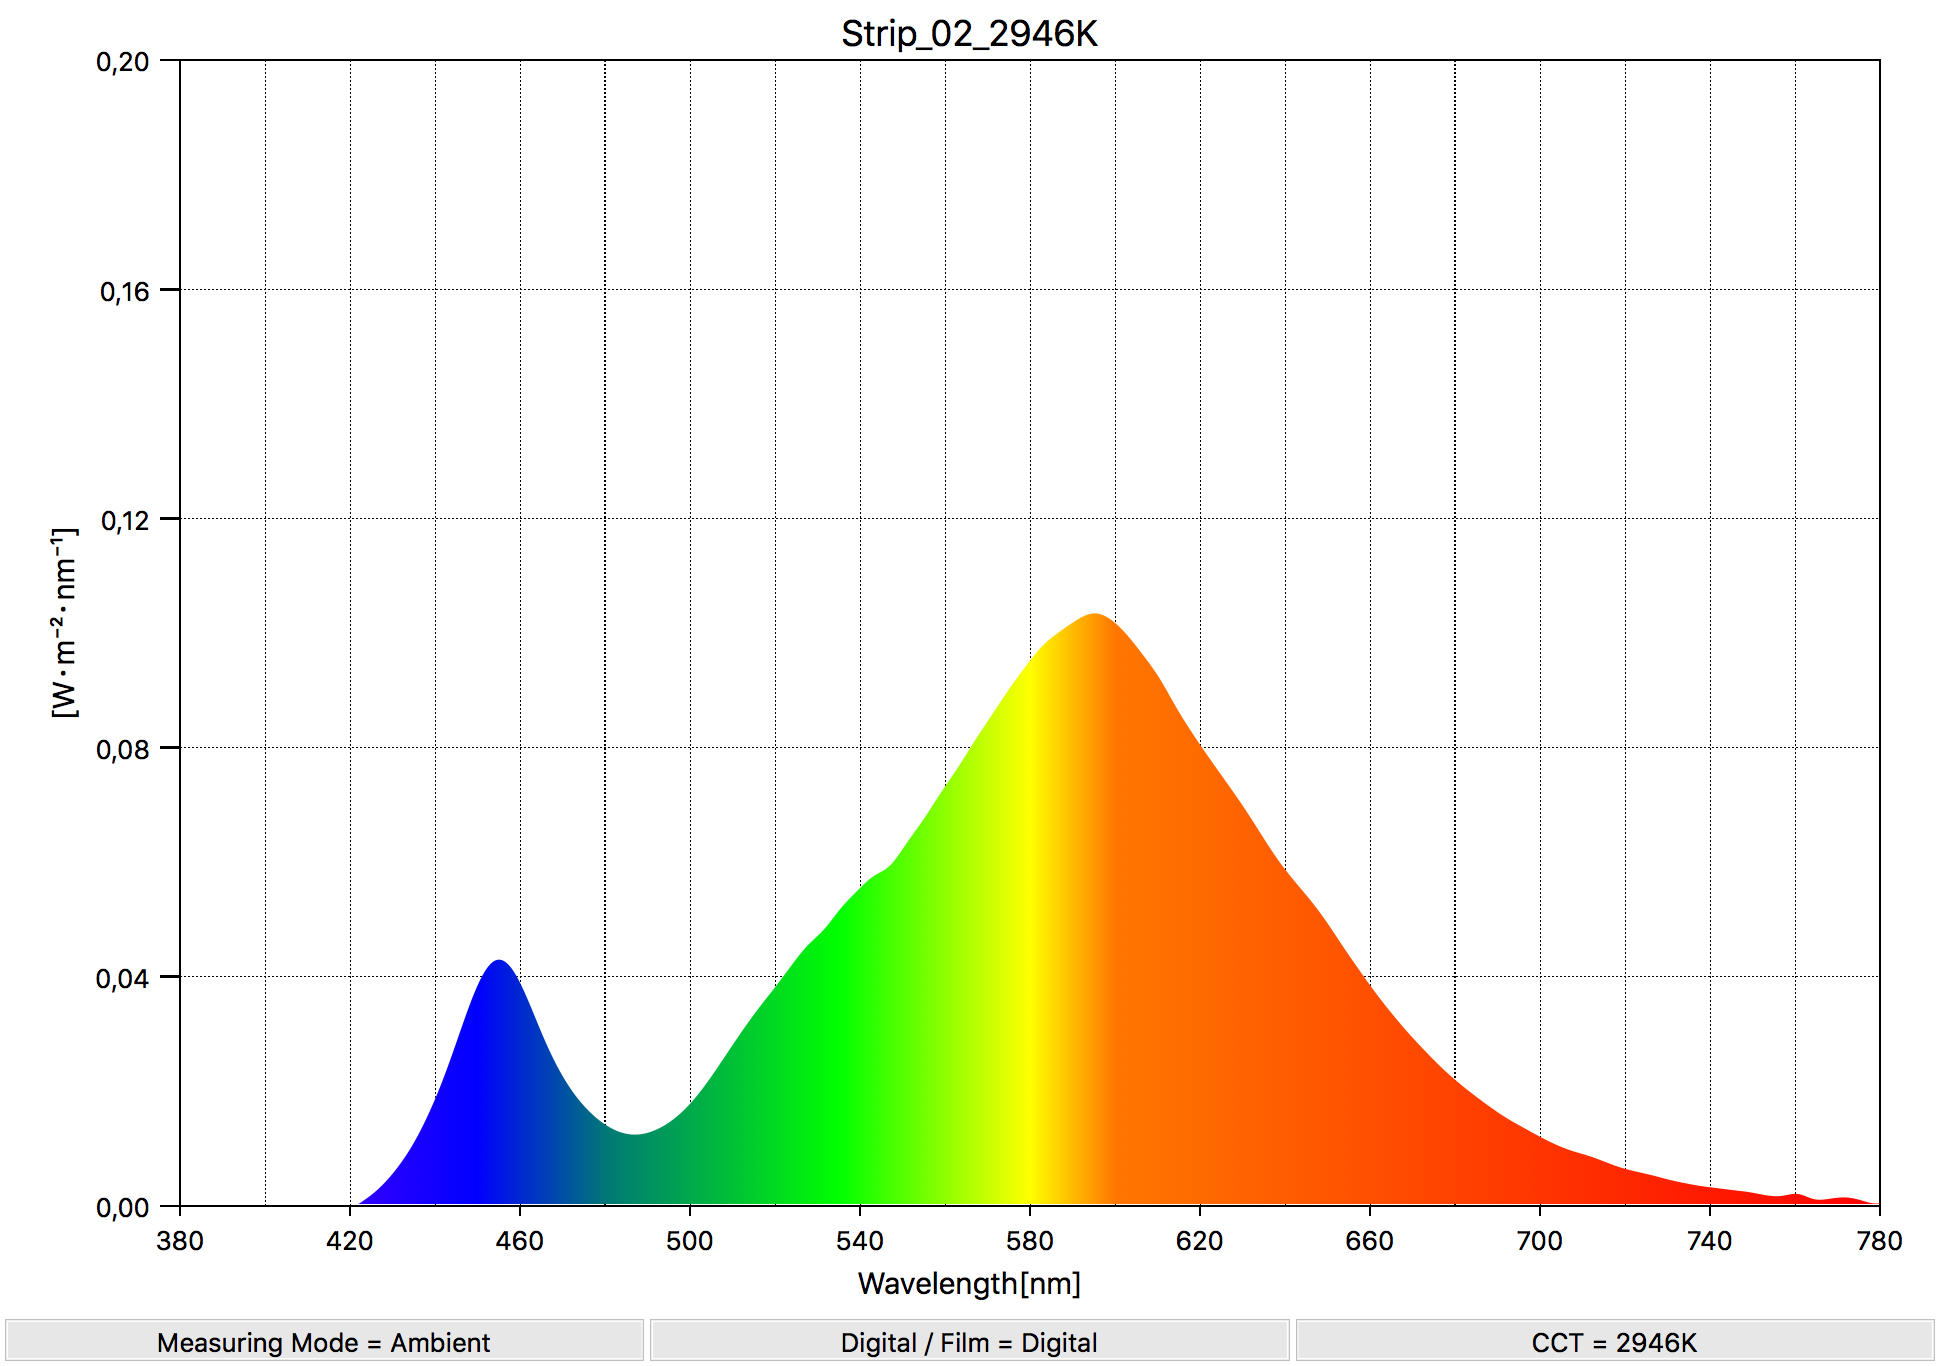 Strip_02_2946K
0,20
0,16
0,12
0,08
0,04
0,00
[W·m⁻²·nm⁻¹]
380 420 460 500 540 580 620 660 700 740 780
Wavelength[nm]
Measuring Mode = Ambient
Digital / Film = Digital
CCT = 2946K